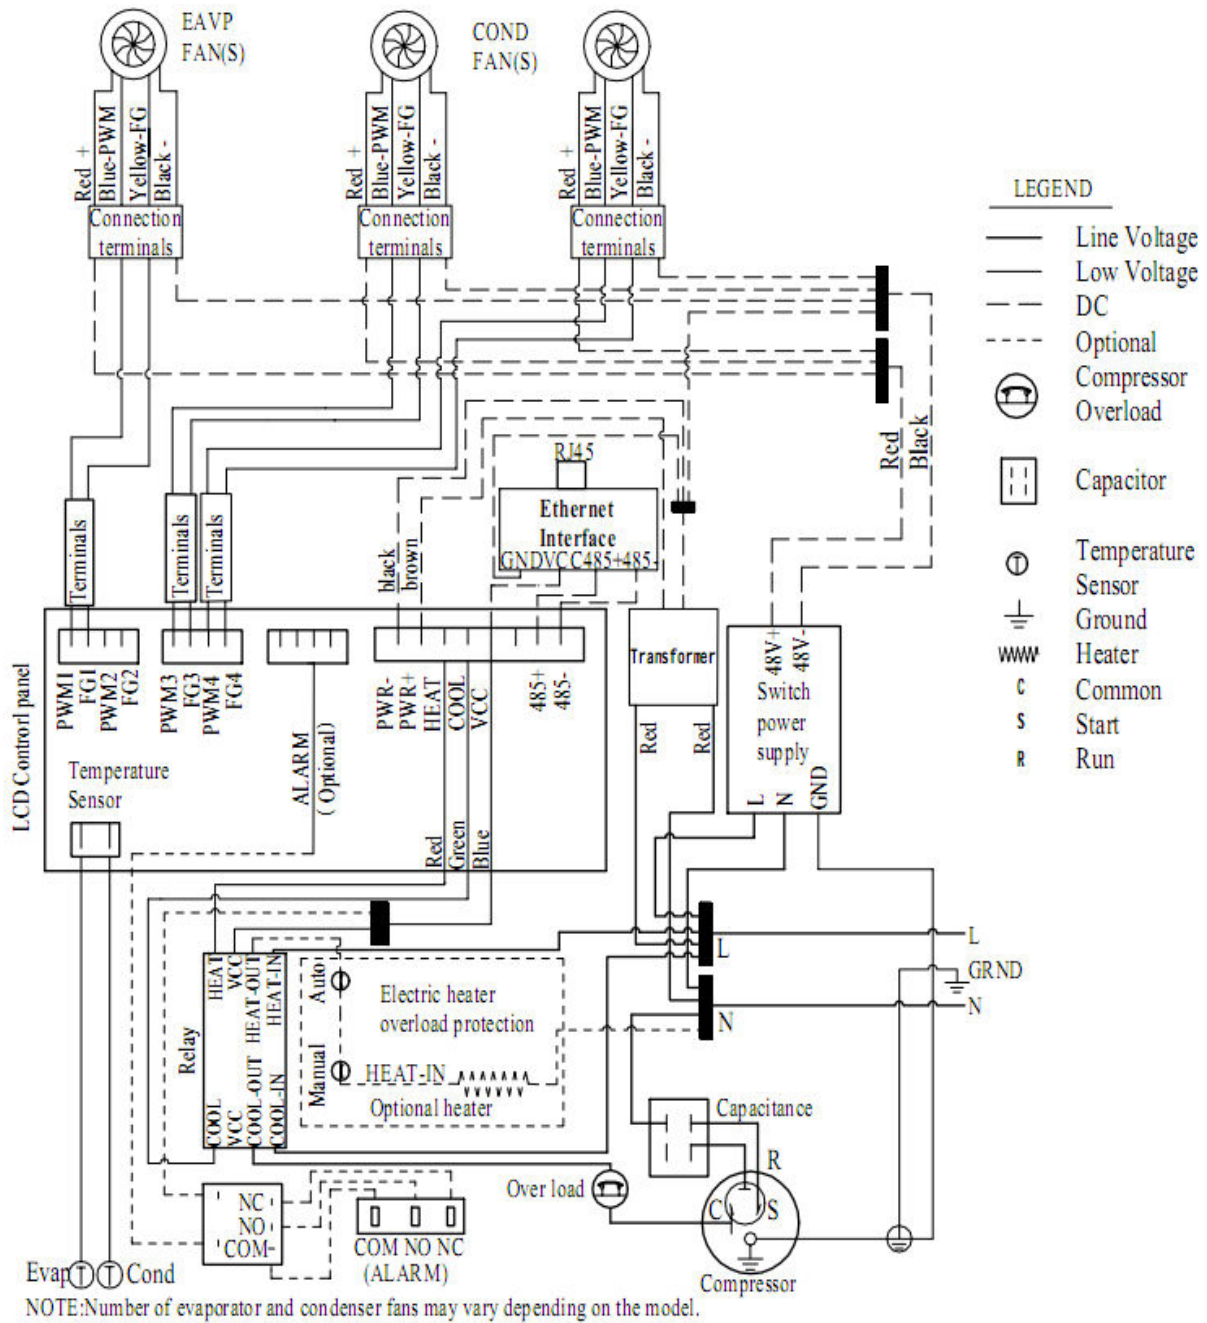 EAVP
FAN(S)
COND
FAN(S)
Red +
Blue-PWM
Yellow-FG
Black -
Red +
Blue-PWM
Yellow-FG
Black -
Red +
Blue-PWM
Yellow-FG
Black -
Connection
terminals
Connection
terminals
Connection
terminals
LEGEND
Line Voltage
Low Voltage
DC
Optional
Compressor
Overload
Capacitor
Temperature
Sensor
Ground
Heater
C Common
S Start
R Run
Red
Black
RJ45
Ethernet
Interface
GND VCC 485+ 485-
Terminals
Terminals
Terminals
black
brown
LCD Controrl panel
PWM1
FG1
PWM2
FG2
PWM3
FG3
PWM4
FG4
ALARM
( Optional)
PWR-
PWR+
HEAT
COOL
VCC
485+
485-
Temperature
Sensor
Red
Green
Blue
Transformer
Red
Red
48V+
48V-
Switch
power
supply
L
N
GND
L
L
GRND
N
N
Relay
HEAT
VCC
HEAT-OUT
HEAT-IN
COOL
VCC
COOL-OUT
COOL-IN
Auto
Manual
Electric heater
overload protection
HEAT-IN
Optional heater
Capacitance
R
C
S
Over load
Compressor
NC
NO
COM-
COM NO NC
(ALARM)
Evap T T Cond
NOTE:Number of evaporator and condenser fans may vary depending on the model.